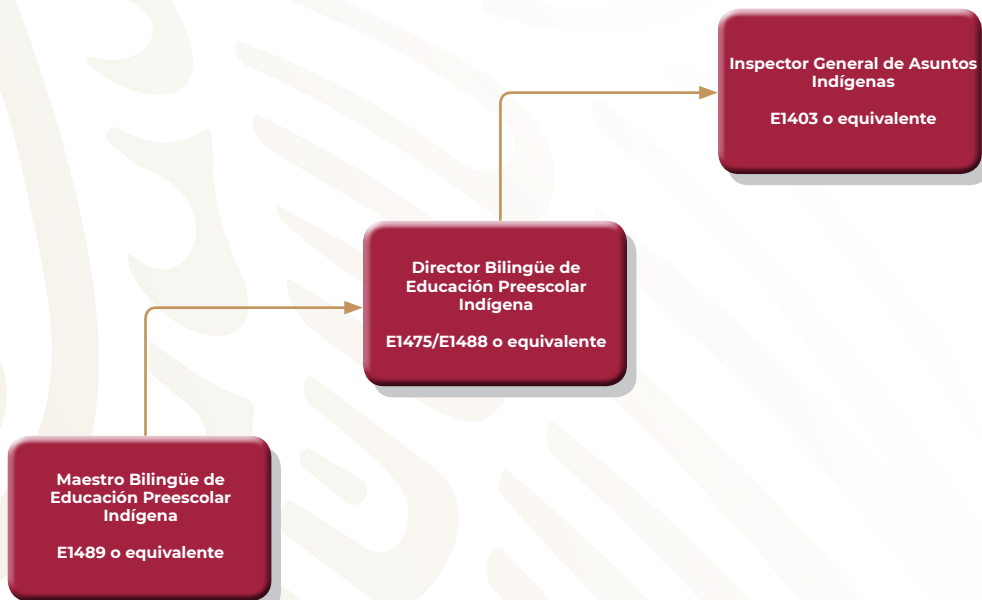 Inspector General de Asuntos
Indígenas
E1403 o equivalente
Director Bilingüe de
Educación Preescolar
Indígena
E1475/E1488 o equivalente
Maestro Bilingüe de
Educación Preescolar
Indígena
E1489 o equivalente